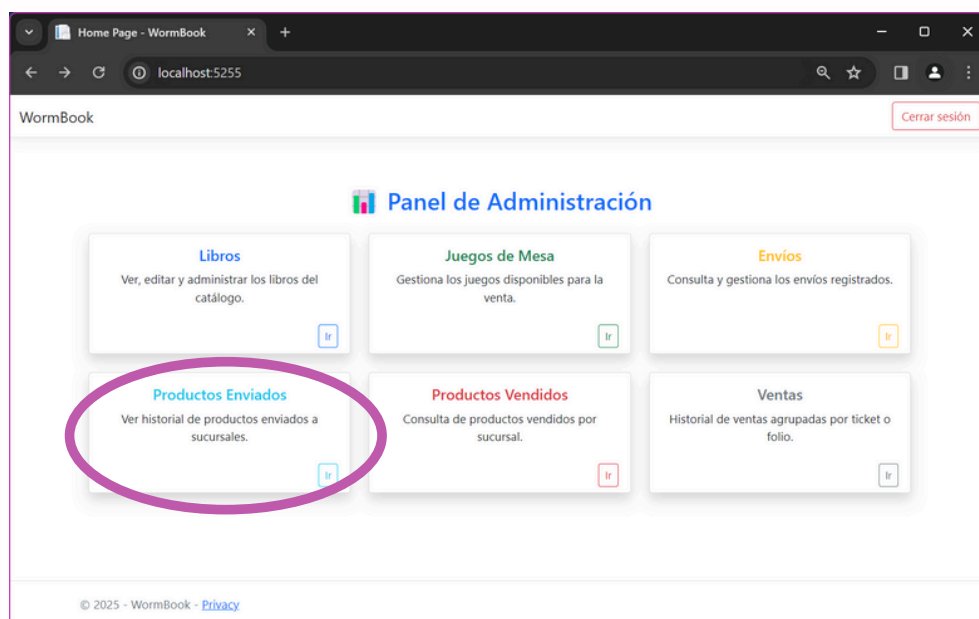 Home Page - WormBook
localhost:5255
WormBook
Cerrar sesión
Panel de Administración
Libros
Ver, editar y administrar los libros del
catálogo.
Ir
Juegos de Mesa
Gestiona los juegos disponibles para la
venta.
Ir
Envíos
Consulta y gestiona los envíos registrados.
Ir
Productos Enviados
Ver historial de productos enviados a
sucursales.
Ir
Productos Vendidos
Consulta de productos vendidos por
sucursal.
Ir
Ventas
Historial de ventas agrupadas por ticket o
folio.
Ir
© 2025 - WormBook - Privacy